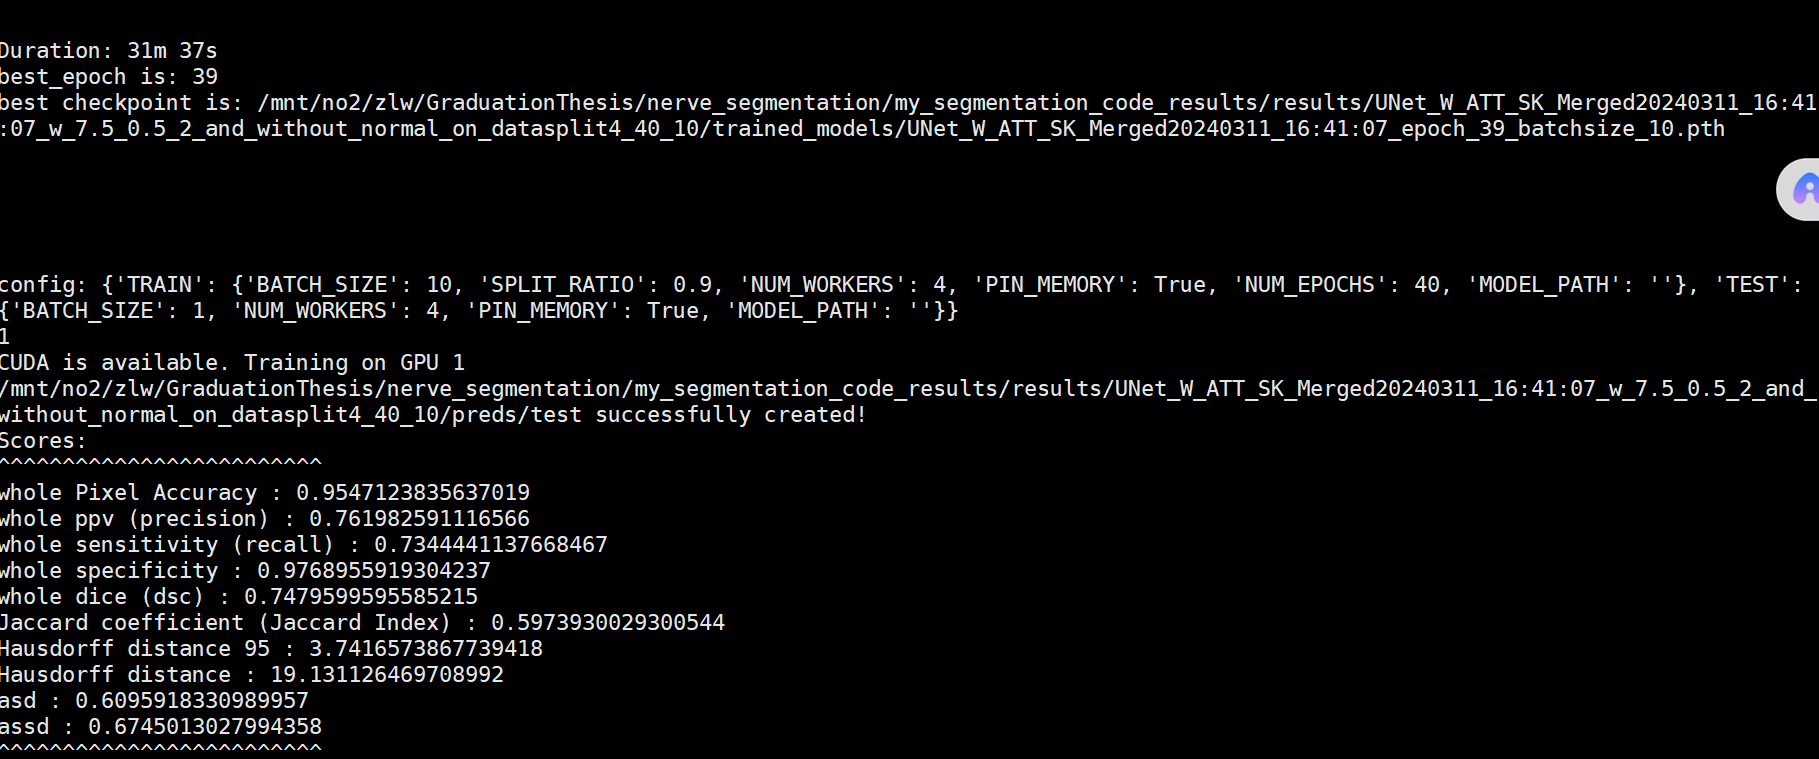 Duration: 31m 37s
best_epoch is: 39
best checkpoint is: /mnt/no2/zlw/GraduationThesis/nerve_segmentation/my_segmentation_code_results/results/UNet_W_ATT_SK_Merged20240311_16:41
:07_w_7.5_0.5_2_and_without_normal_on_datasplit4_40_10/trained_models/UNet_W_ATT_SK_Merged20240311_16:41:07_epoch_39_batchsize_10.pth
config: {'TRAIN': {'BATCH_SIZE': 10, 'SPLIT_RATIO': 0.9, 'NUM_WORKERS': 4, 'PIN_MEMORY': True, 'NUM_EPOCHS': 40, 'MODEL_PATH': ''}, 'TEST':
{'BATCH_SIZE': 1, 'NUM_WORKERS': 4, 'PIN_MEMORY': True, 'MODEL_PATH': ''}}
1
CUDA is available. Training on GPU 1
/mnt/no2/zlw/GraduationThesis/nerve_segmentation/my_segmentation_code_results/results/UNet_W_ATT_SK_Merged20240311_16:41:07_w_7.5_0.5_2_and_
without_normal_on_datasplit4_40_10/preds/test successfully created!
Scores:
^^^^^^^^^^^^^^^^^^^^^^^^^
whole Pixel Accuracy : 0.9547123835637019
whole ppv (precision) : 0.761982591116566
whole sensitivity (recall) : 0.7344441137668467
whole specificity : 0.9768955919304237
whole dice (dsc) : 0.7479599595585215
Jaccard coefficient (Jaccard Index) : 0.5973930029300544
Hausdorff distance 95 : 3.7416573867739418
Hausdorff distance : 19.131126469708992
asd : 0.6095918330989957
assd : 0.6745013027994358
^^^^^^^^^^^^^^^^^^^^^^^^^